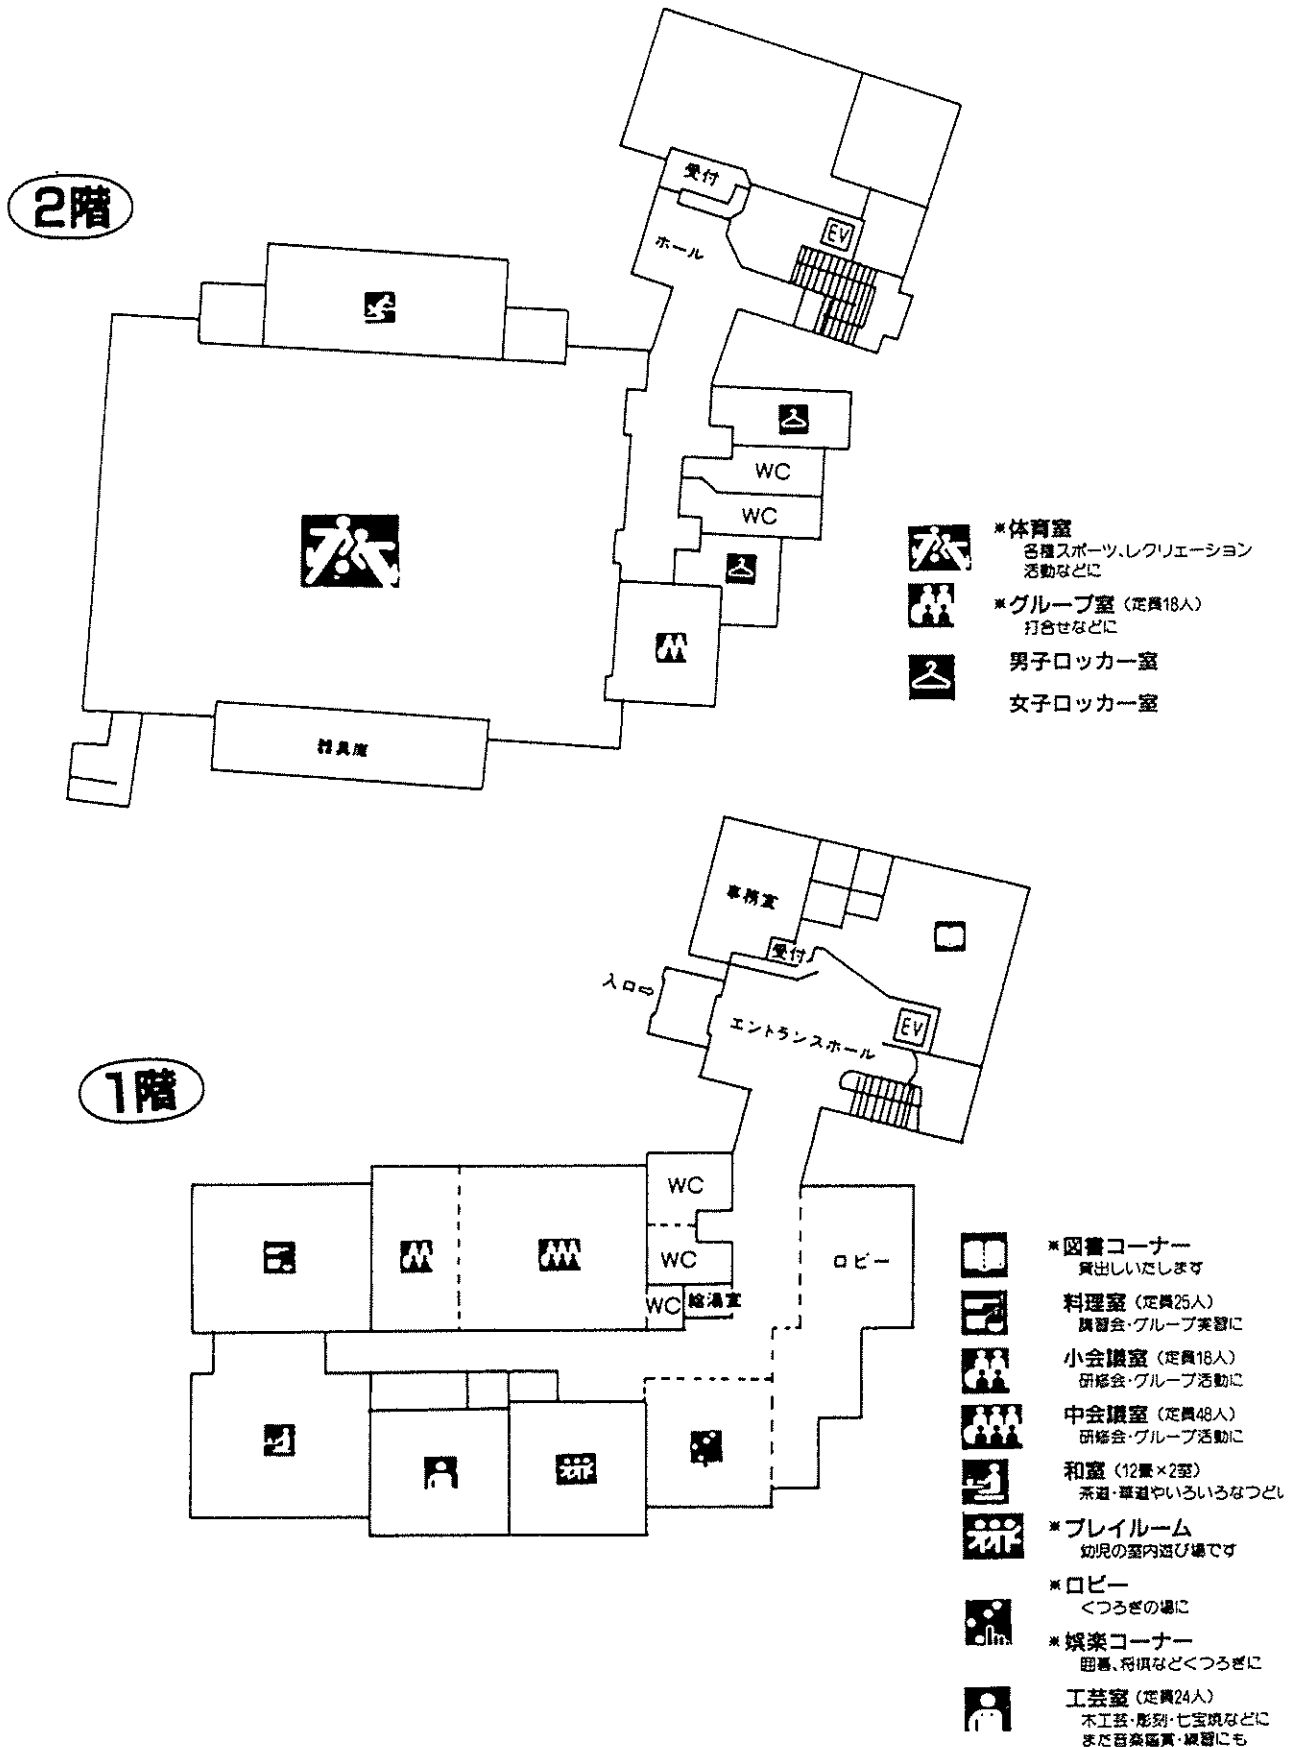 2階
受付
EV
ホール
WC
WC
器具庫
*体育室
各種スポーツ、レクリエーション
活動などに
*グループ室(定員18人)
打合せなどに
男子ロッカー室
女子ロッカー室
1階
事務室
受付
入口⇨
エントランスホール
EV
WC
WC
WC
給湯室
ロビー
*図書コーナー
貸出しいたします
料理室(定員25人)
講習会・グループ実習に
小会議室(定員18人)
研修会・グループ活動に
中会議室(定員48人)
研修会・グループ活動に
和室(12畳×2室)
茶道・華道やいろいろなつどい
*プレイルーム
幼児の室内遊び場です
*ロビー
くつろぎの場に
*娯楽コーナー
囲碁、将棋などくつろぎに
工芸室(定員24人)
木工芸・彫刻・七宝焼などに
また音楽鑑賞・練習にも